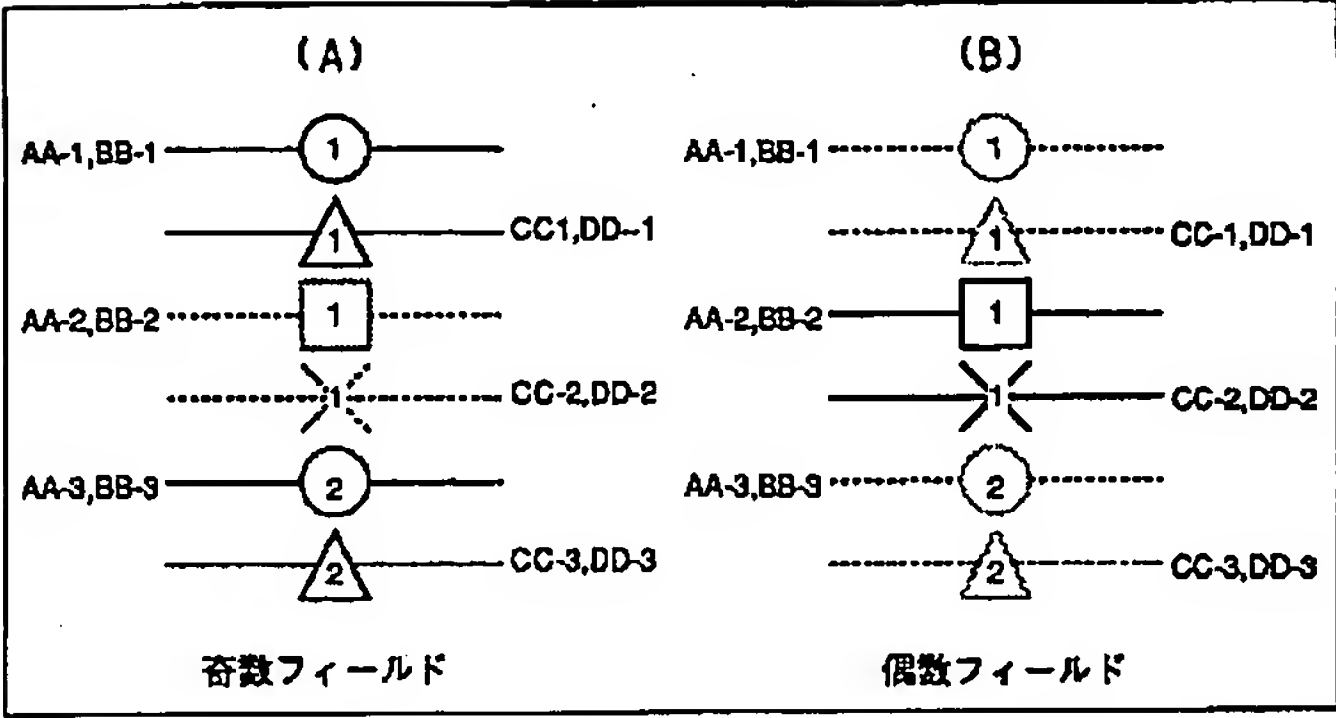 (A)
AA-1,BB-1
1
1
CC1,DD-1
AA-2,BB-2
1
1
CC-2,DD-2
AA-3,BB-3
2
2
CC-3,DD-3
奇数フィールド
(B)
AA-1,BB-1
1
1
CC-1,DD-1
AA-2,BB-2
1
1
CC-2,DD-2
AA-3,BB-3
2
2
CC-3,DD-3
偶数フィールド